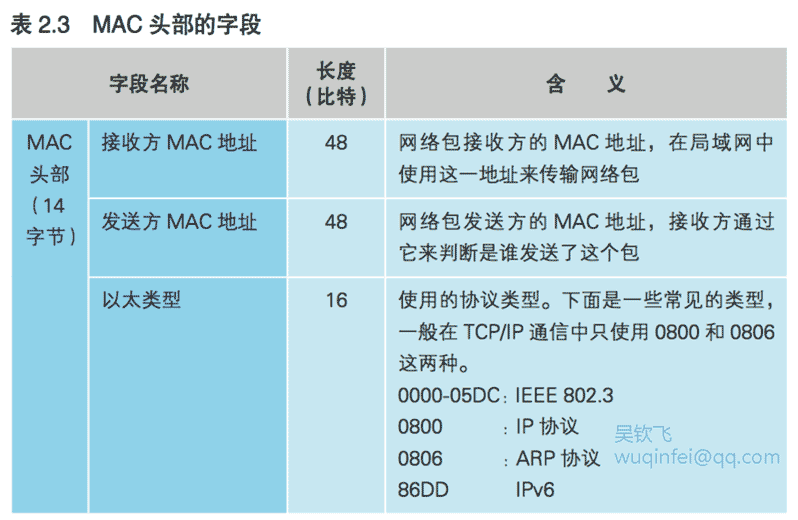 表 2.3 MAC 头部的字段
字段名称
长度
（比特）
含 义
MAC
头部
（14
字节）
接收方 MAC 地址
48
网络包接收方的 MAC 地址，在局域网中
使用这一地址来传输网络包
发送方 MAC 地址
48
网络包发送方的 MAC 地址，接收方通过
它来判断是谁发送了这个包
以太类型
16
使用的协议类型。下面是一些常见的类型，
一般在 TCP/IP 通信中只使用 0800 和 0806
这两种。
0000-05DC: IEEE 802.3
0800 : IP 协议
0806 : ARP 协议
86DD IPv6
吴钦飞
wuqinfei@qq.com